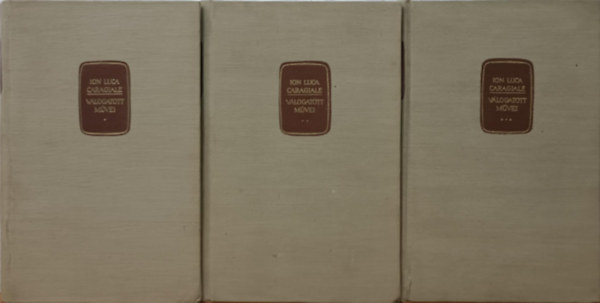 ION LUCA
CARAGIALE
VÁLOGATOTT
MŰVEI
*
ION LUCA
CARAGIALE
VÁLOGATOTT
MŰVEI
**
ION LUCA
CARAGIALE
VÁLOGATOTT
MŰVEI
***